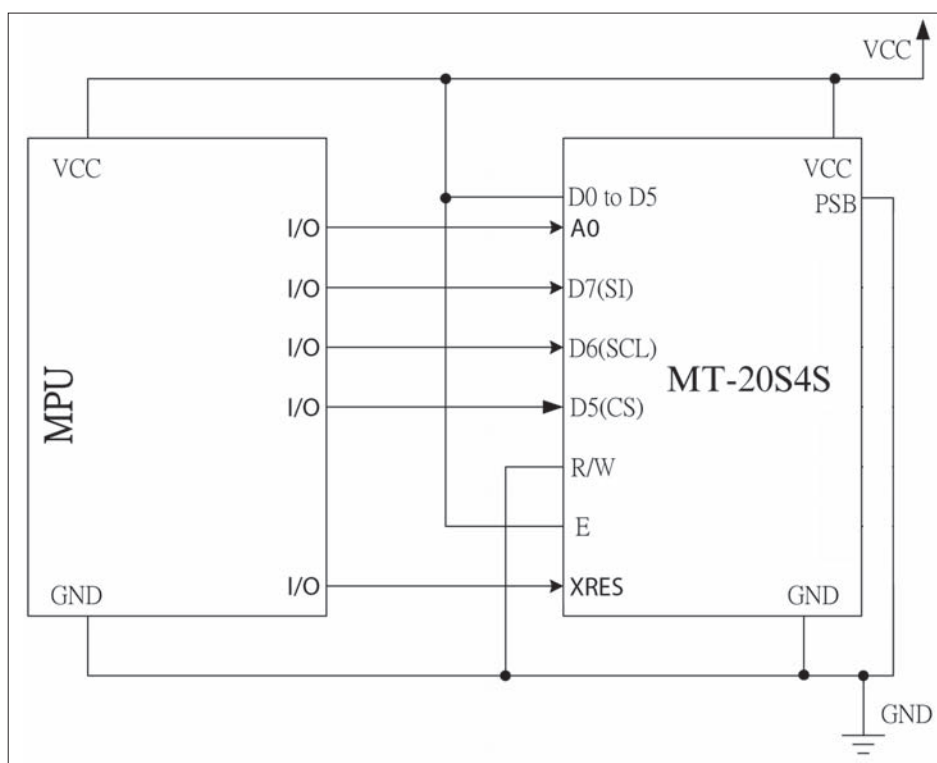 VCC
VCC
VCC
D0 to D5
PSB
I/O
A0
I/O
D7(SI)
I/O
D6(SCL)
MPU
MT-20S4S
I/O
D5(CS)
R/W
E
GND
I/O
XRES
GND
GND